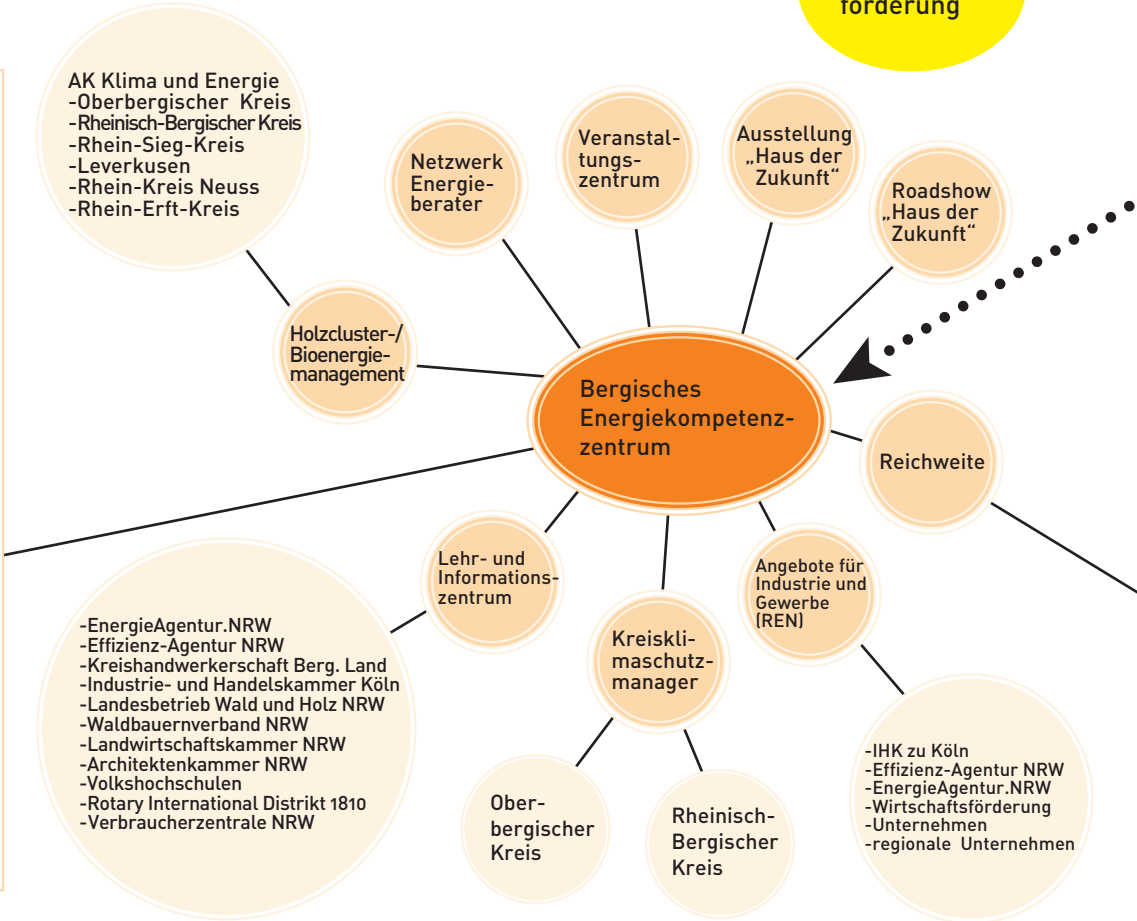 förderung
AK Klima und Energie
-Oberbergischer Kreis
-Rheinisch-Bergischer Kreis
-Rhein-Sieg-Kreis
-Leverkusen
-Rhein-Kreis Neuss
-Rhein-Erft-Kreis
Netzwerk
Energie-
berater
Veranstal-
tungs-
zentrum
Ausstellung
„Haus der
Zukunft“
Roadshow
„Haus der
Zukunft“
Holzcluster-/
Bioenergie-
management
Bergisches
Energiekompetenz-
zentrum
Reichweite
Lehr- und
Informations-
zentrum
Angebote für
Industrie und
Gewerbe
(REN)
Kreiskli-
maschutz-
manager
-EnergieAgentur.NRW
-Effizienz-Agentur NRW
-Kreishandwerkerschaft Berg. Land
-Industrie- und Handelskammer Köln
-Landesbetrieb Wald und Holz NRW
-Waldbauernverband NRW
-Landwirtschaftskammer NRW
-Architektenkammer NRW
-Volkshochschulen
-Rotary International Distrikt 1810
-Verbraucherzentrale NRW
Ober-
bergischer
Kreis
Rheinisch-
Bergischer
Kreis
-IHK zu Köln
-Effizienz-Agentur NRW
-EnergieAgentur.NRW
-Wirtschaftsförderung
-Unternehmen
-regionale Unternehmen